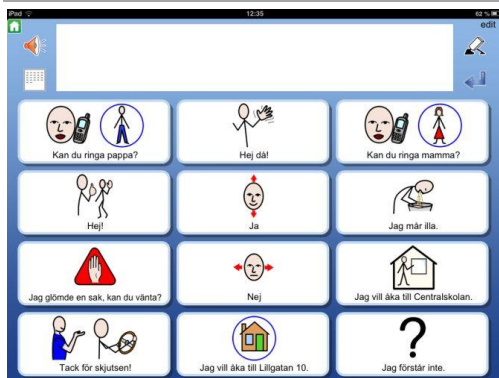 iPad 12:35 62 %
edit
Kan du ringa pappa?
Hej då!
Kan du ringa mamma?
Hej!
Ja
Jag mår illa.
Jag glömde en sak, kan du vänta?
Nej
Jag vill åka till Centralskolan.
Tack för skjutsen!
Jag vill åka till Lillgatan 10.
?
Jag förstår inte.